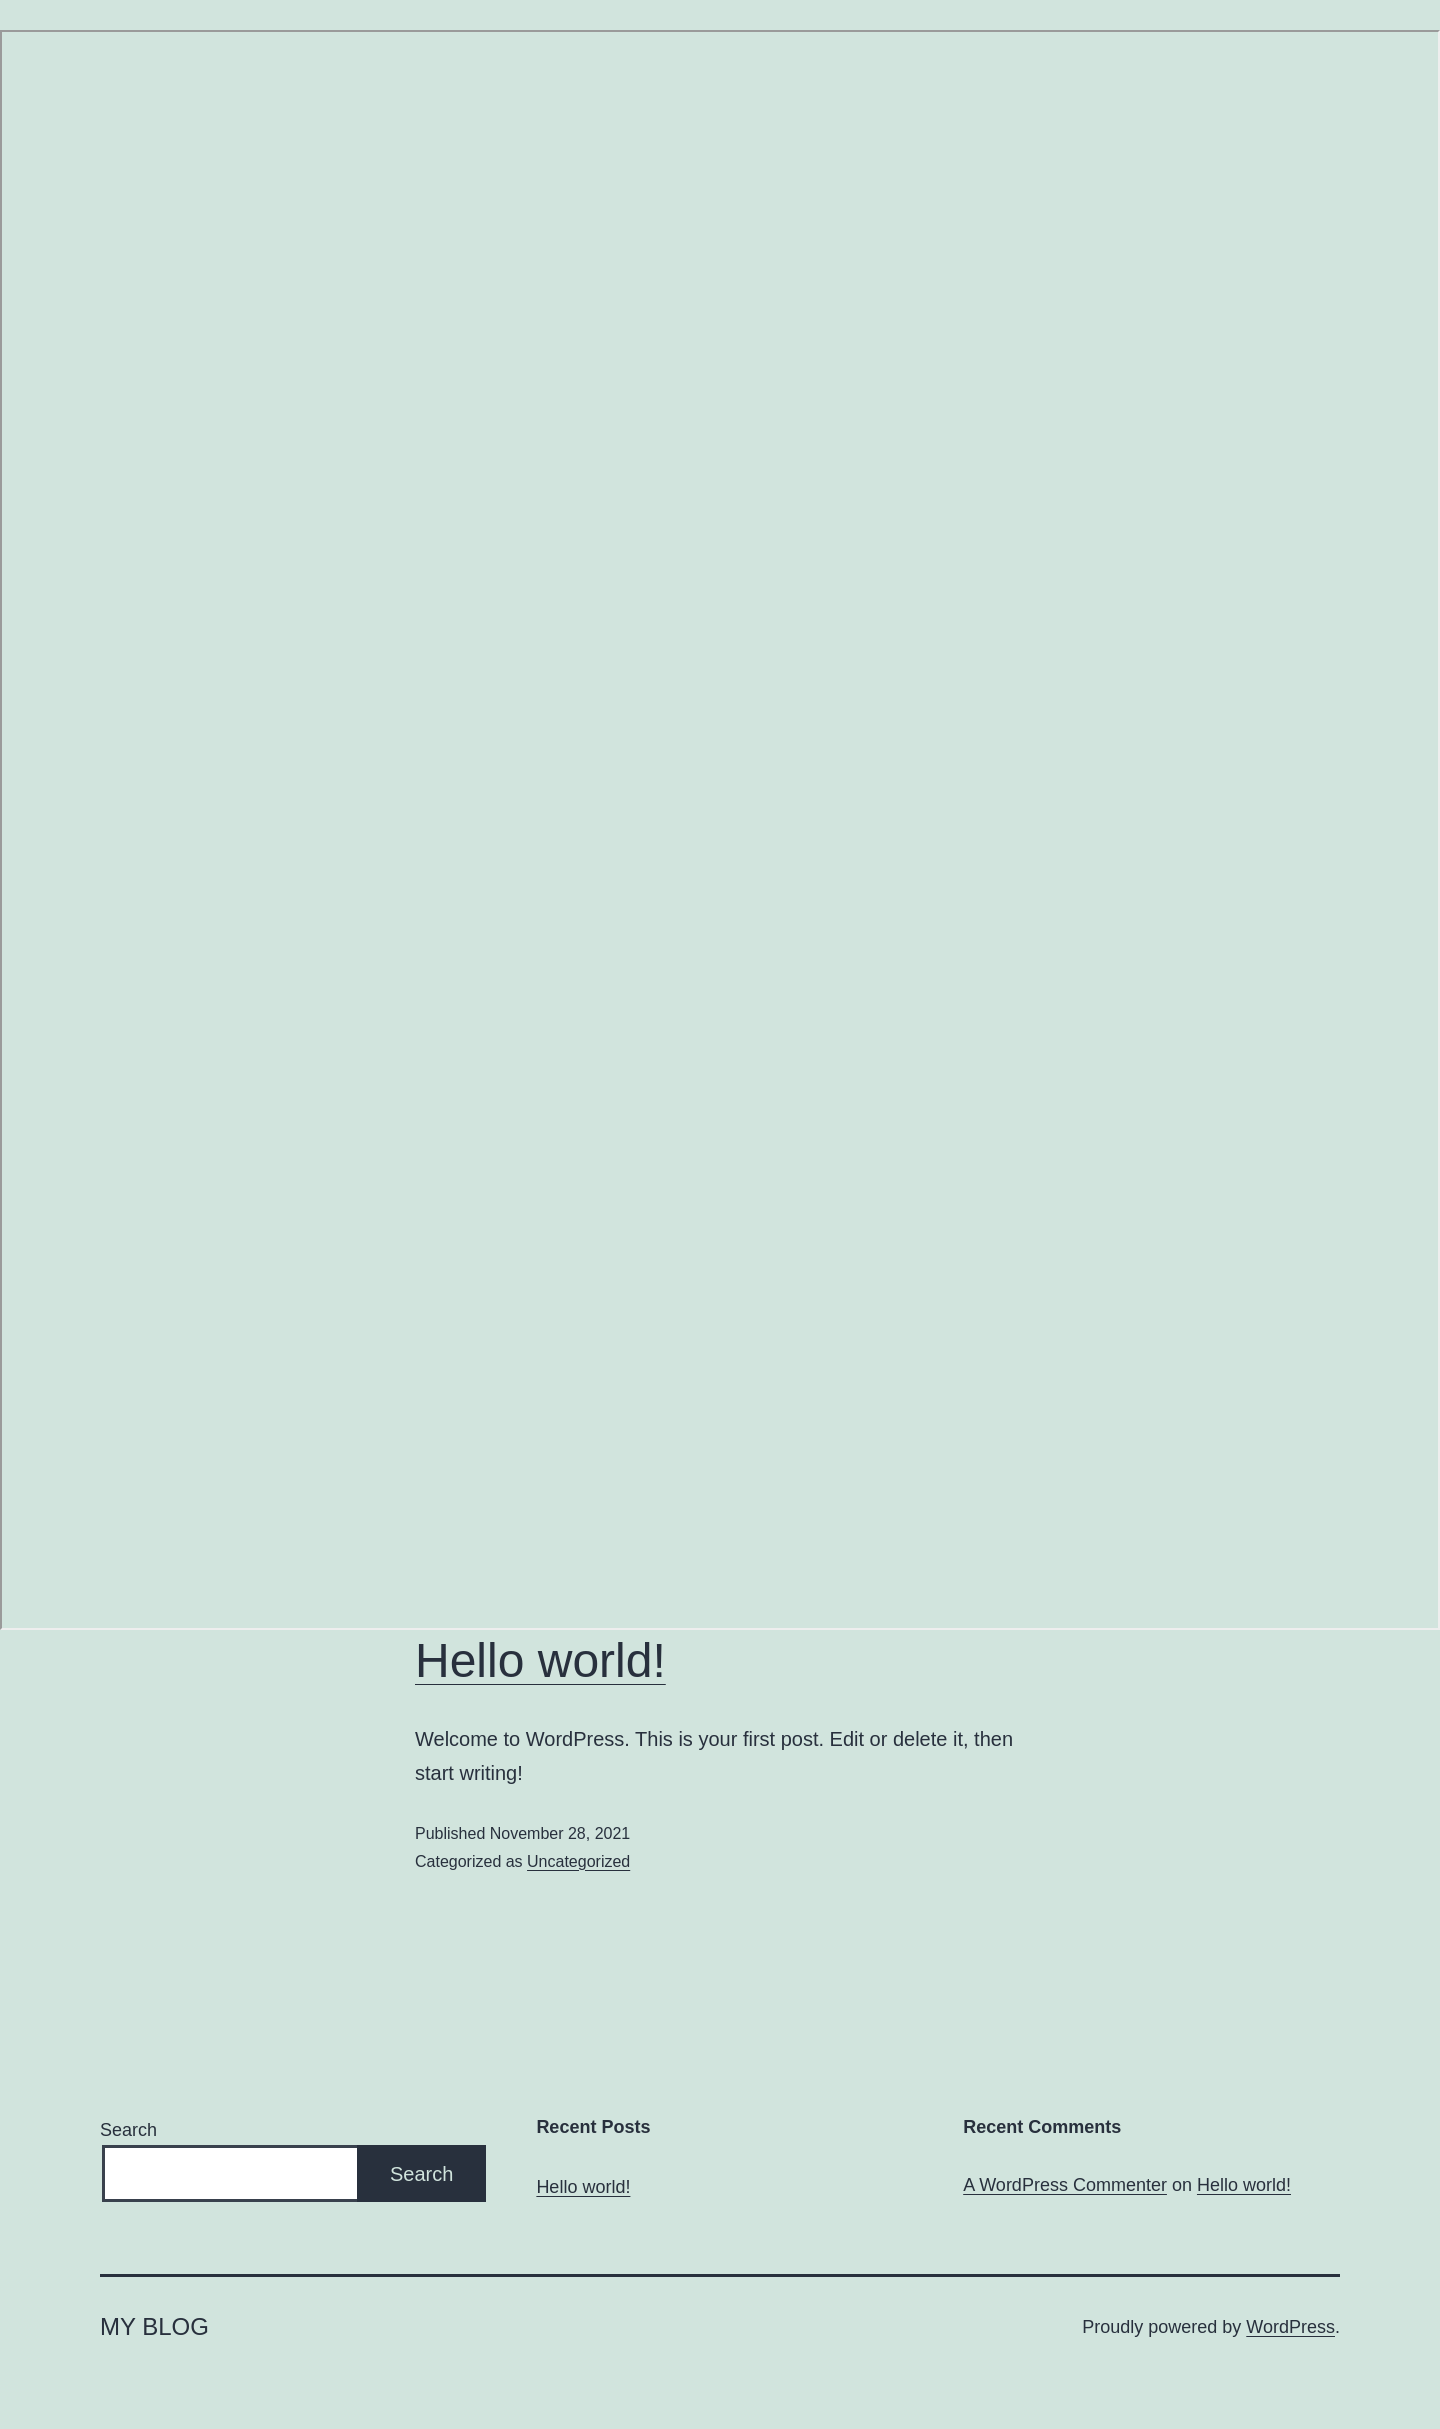 Hello world!
Welcome to WordPress. This is your first post. Edit or delete it, then
start writing!
Published November 28, 2021
Categorized as Uncategorized
Search
Search
Recent Posts
Hello world!
Recent Comments
A WordPress Commenter on Hello world!
MY BLOG
Proudly powered by WordPress.